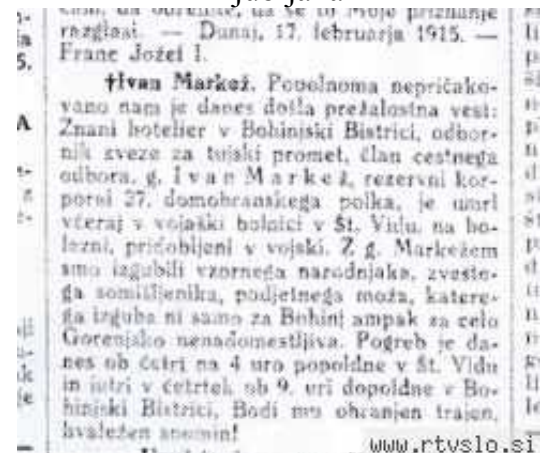 razglasi. — Dunaj, 17. februarja 1915. —
Franc Jožef I.
†Ivan Markež. Popolnoma nepričako-
vano nam je danes došla prežalostna vest:
Znani hotelier v Bohinjski Bistrici, odbor-
nik zveze za tujski promet, član cestnega
odbora, g. Ivan Markež, rezervni kor-
poral 27. domobranskega polka, je umrl
včeraj v vojaški bolnici v Št. Vidu, na bo-
lezni, pridobljeni v vojski. Z g. Markežem
smo izgubili vzornega narodnjaka, zveste-
ga somišljenika, podjetnega moža, katere-
ga izguba ni samo za Bohinj ampak za celo
Gorenjsko nenadomestljiva. Pogreb je da-
nes ob četrt na 4 uro popoldne v Št. Vidu
in jutri v četrtek ob 9. uri dopoldne v Bo-
hinjski Bistrici. Bodi mu ohranjen trajen,
hvaležen spomin!
www.rtvslo.si